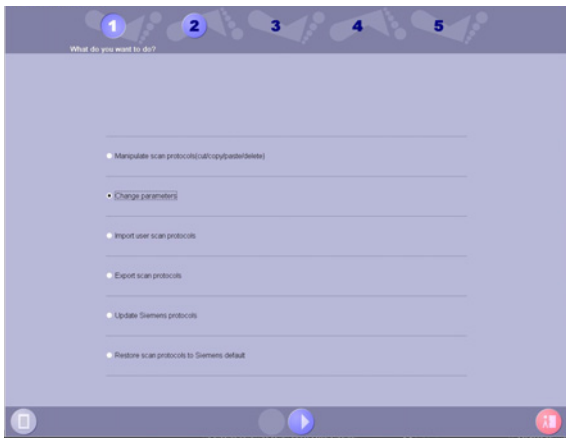 1 2 3 4 5
What do you want to do?
Manipulate scan protocols(cut/copy/paste/delete)
Change parameters
Import user scan protocols
Export scan protocols
Update Siemens protocols
Restore scan protocols to Siemens default